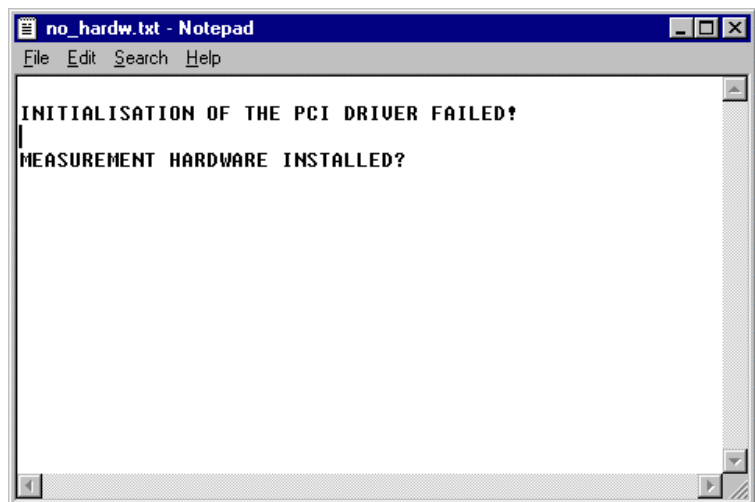 no_hardw.txt - Notepad
File Edit Search Help
INITIALISATION OF THE PCI DRIVER FAILED!
MEASUREMENT HARDWARE INSTALLED?